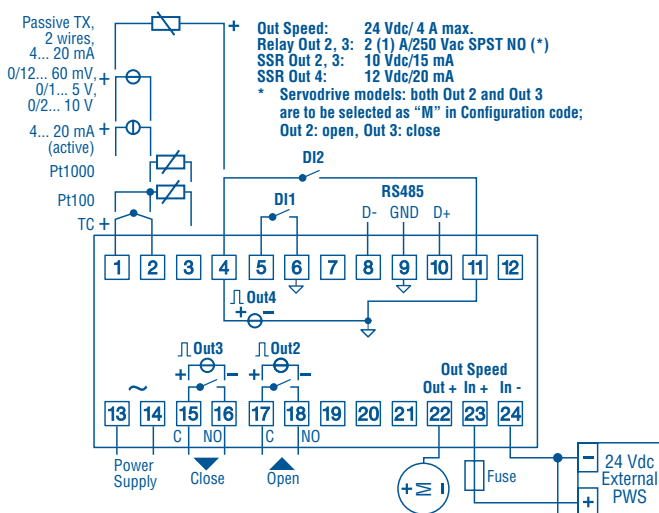 Passive TX,
2 wires,
4... 20 mA
0/12... 60 mV,
0/1... 5 V,
0/2... 10 V
4... 20 mA
(active)
Pt1000
Pt100
TC
+
+
+
+
Out Speed: 24 Vdc/ 4 A max.
Relay Out 2, 3: 2 (1) A/250 Vac SPST NO (*)
SSR Out 2, 3: 10 Vdc/15 mA
SSR Out 4: 12 Vdc/20 mA
* Servodrive models: both Out 2 and Out 3
are to be selected as “M” in Configuration code;
Out 2: open, Out 3: close
DI2
DI1
RS485
D- GND D+
1 2 3 4 5 6 7 8 9 10 11 12
Out4
+ -
Out3
+ -
Out2
+ -
Out Speed
Out + In + In -
~
13 14 15 16 17 18 19 20 21 22 23 24
C NO C NO
Power
Supply
Close
Open
+ M -
Fuse
-
24 Vdc
External
PWS
+